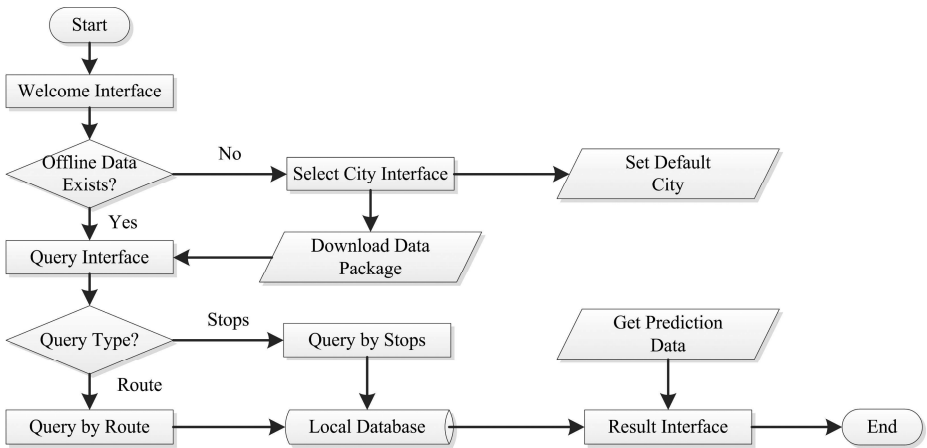 Start
Welcome Interface
Offline Data
Exists?
No
Select City Interface
Set Default
City
Yes
Query Interface
Download Data
Package
Query Type?
Stops
Query by Stops
Get Prediction
Data
Route
Query by Route
Local Database
Result Interface
End